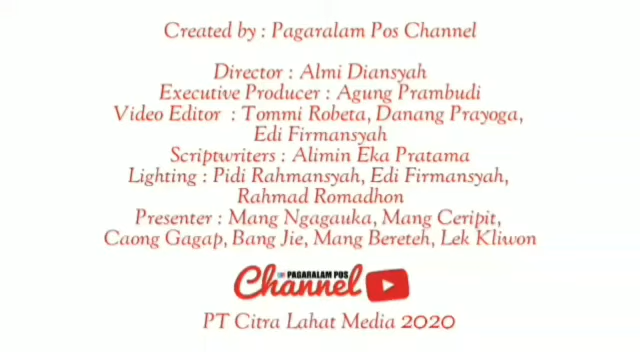 Created by : Pagaralam Pos Channel
Director : Almi Diansyah
Executive Producer : Agung Prambudi
Video Editor : Tommi Robeta, Danang Prayoga,
Edi Firmansyah
Scriptwriters : Alimin Eka Pratama
Lighting : Pidi Rahmansyah, Edi Firmansyah,
Rahmad Romadhon
Presenter : Mang Ngagauka, Mang Ceripit,
Caong Gagap, Bang Jie, Mang Bereteh, Lek Kliwon
PAGARALAM POS
Channel
PT Citra Lahat Media 2020